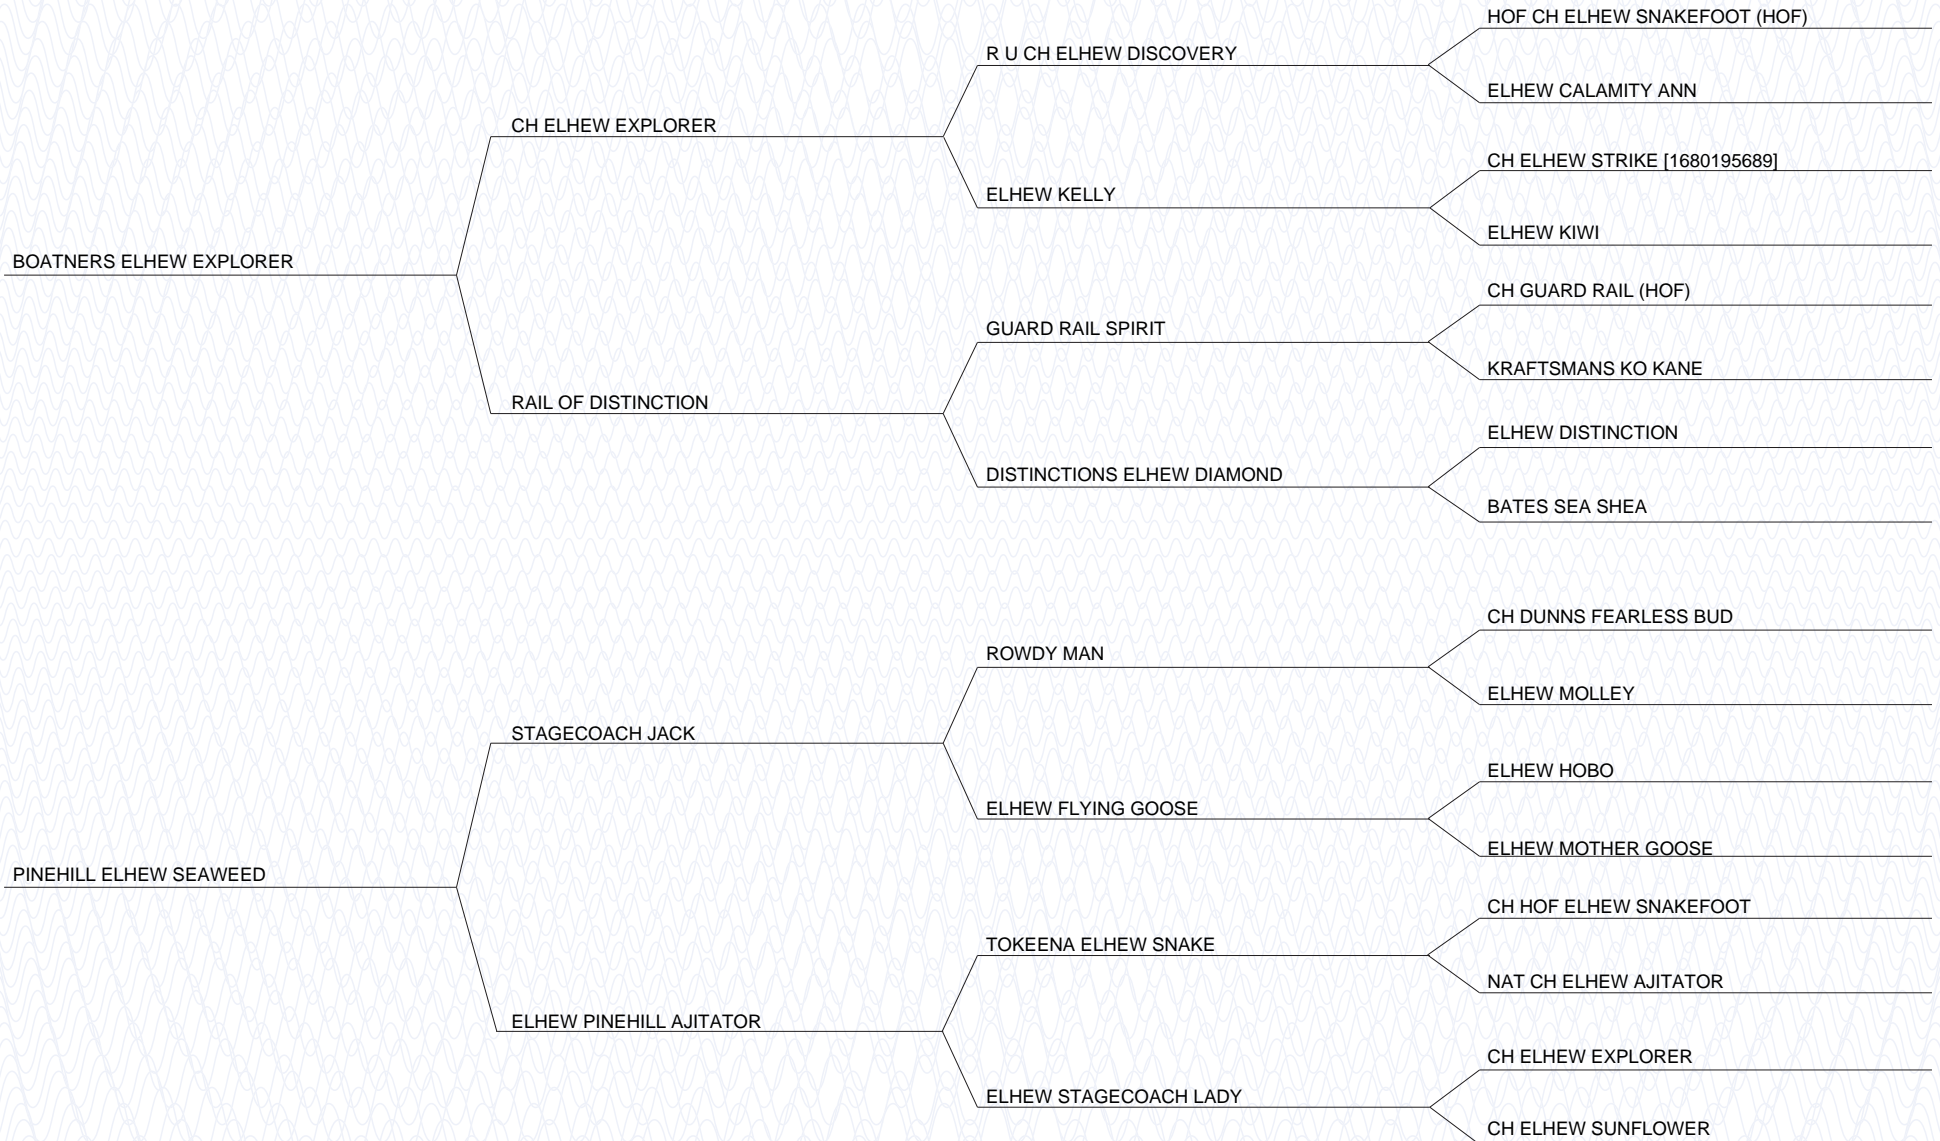 HOF CH ELHEW SNAKEFOOT (HOF)
R U CH ELHEW DISCOVERY
ELHEW CALAMITY ANN
CH ELHEW EXPLORER
CH ELHEW STRIKE [1680195689]
ELHEW KELLY
ELHEW KIWI
BOATNERS ELHEW EXPLORER
CH GUARD RAIL (HOF)
GUARD RAIL SPIRIT
KRAFTSMANS KO KANE
RAIL OF DISTINCTION
ELHEW DISTINCTION
DISTINCTIONS ELHEW DIAMOND
BATES SEA SHEA
CH DUNNS FEARLESS BUD
ROWDY MAN
ELHEW MOLLEY
STAGECOACH JACK
ELHEW HOBO
ELHEW FLYING GOOSE
ELHEW MOTHER GOOSE
PINEHILL ELHEW SEAWEED
CH HOF ELHEW SNAKEFOOT
TOKEENA ELHEW SNAKE
NAT CH ELHEW AJITATOR
ELHEW PINEHILL AJITATOR
CH ELHEW EXPLORER
ELHEW STAGECOACH LADY
CH ELHEW SUNFLOWER